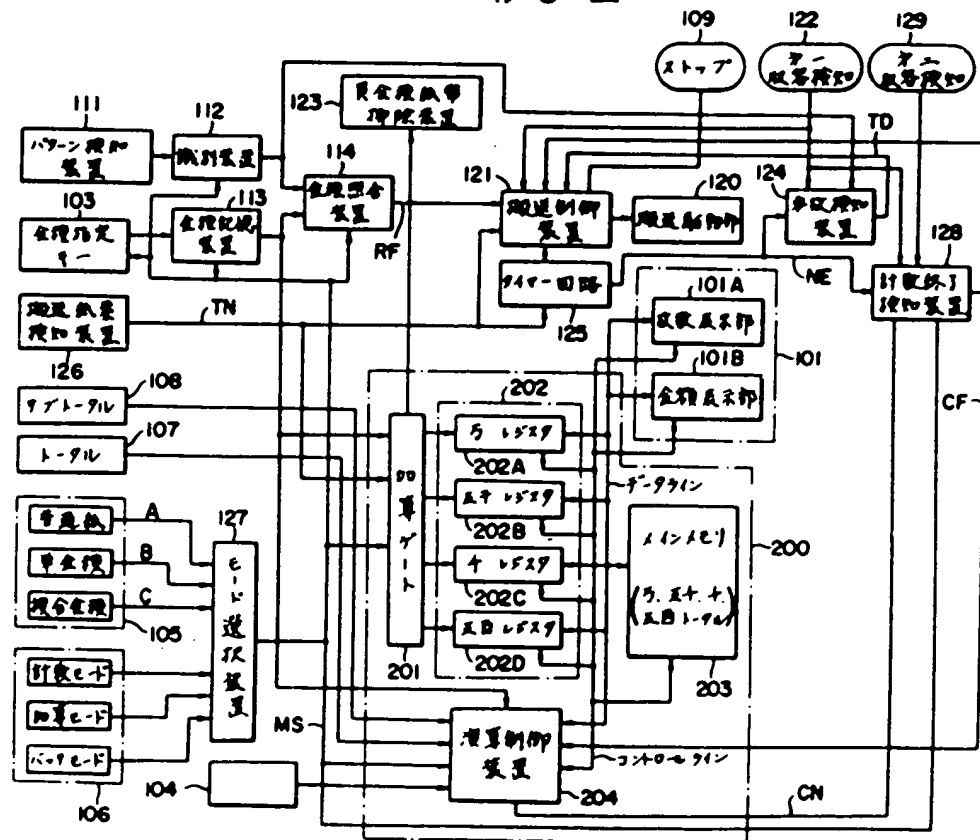 109
122
129
ストップ
第一
収容検知
第二
収容検知
123
異金種紙幣
排除装置
111
112
TD
パターン検知
装置
識別装置
114
121
120
124
103
113
金種照合
装置
搬送制御
装置
搬送駆動部
事故検知
装置
金種指定
キー
金種記憶
装置
RF
128
タイマー回路
NE
計数終了
検知装置
搬送紙葉
検知装置
TN
125
101A
枚数表示部
126
101B
101
108
202
金額表示部
サブトータル
CF
107
トータル
万 レジスタ
202A
データライン
加算ゲート
五千 レジスタ
202B
メインメモリ
200
127
普通紙
A
単金種
B
千 レジスタ
202C
(万、五千、千、
五百トータル)
混合金種
C
モード選択装置
105
五百 レジスタ
202D
201
203
計数モード
加算モード
MS
演算制御
装置
バッチモード
コントロールライン
106
104
204
CN